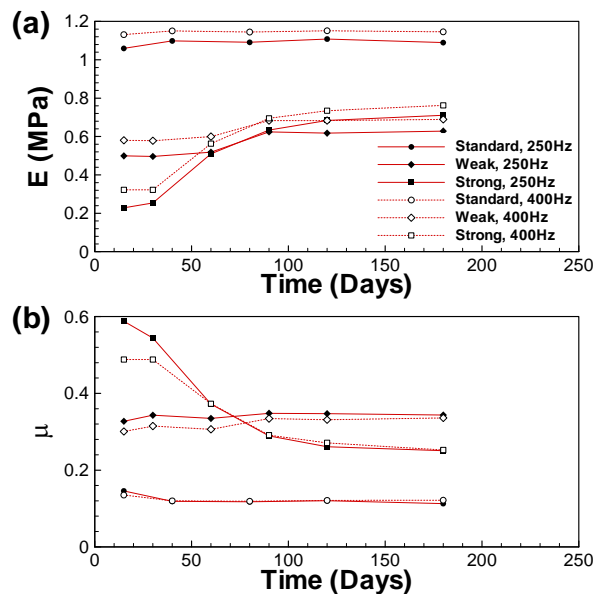 (a)
1.2
1
0.8
0.6
0.4
0.2
0
E (MPa)
Standard, 250Hz
Weak, 250Hz
Strong, 250Hz
Standard, 400Hz
Weak, 400Hz
Strong, 400Hz
0 50 100 150 200 250
Time (Days)
(b)
0.6
0.4
0.2
0
μ
0 50 100 150 200 250
Time (Days)